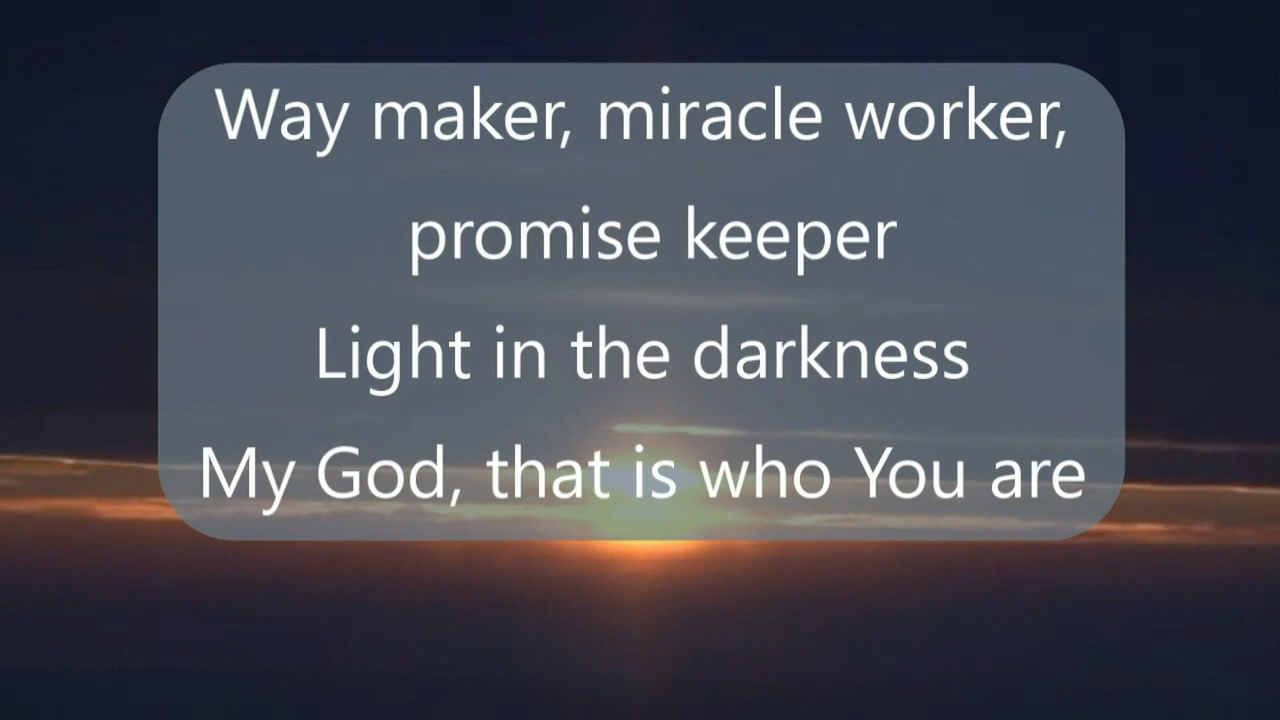 Way maker, miracle worker,
promise keeper
Light in the darkness
My God, that is who You are